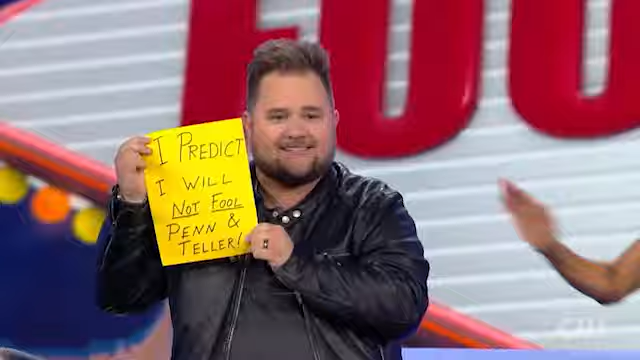 FOO
I PREDICT
I WILL
NOT FOOL
PENN &
TELLER!